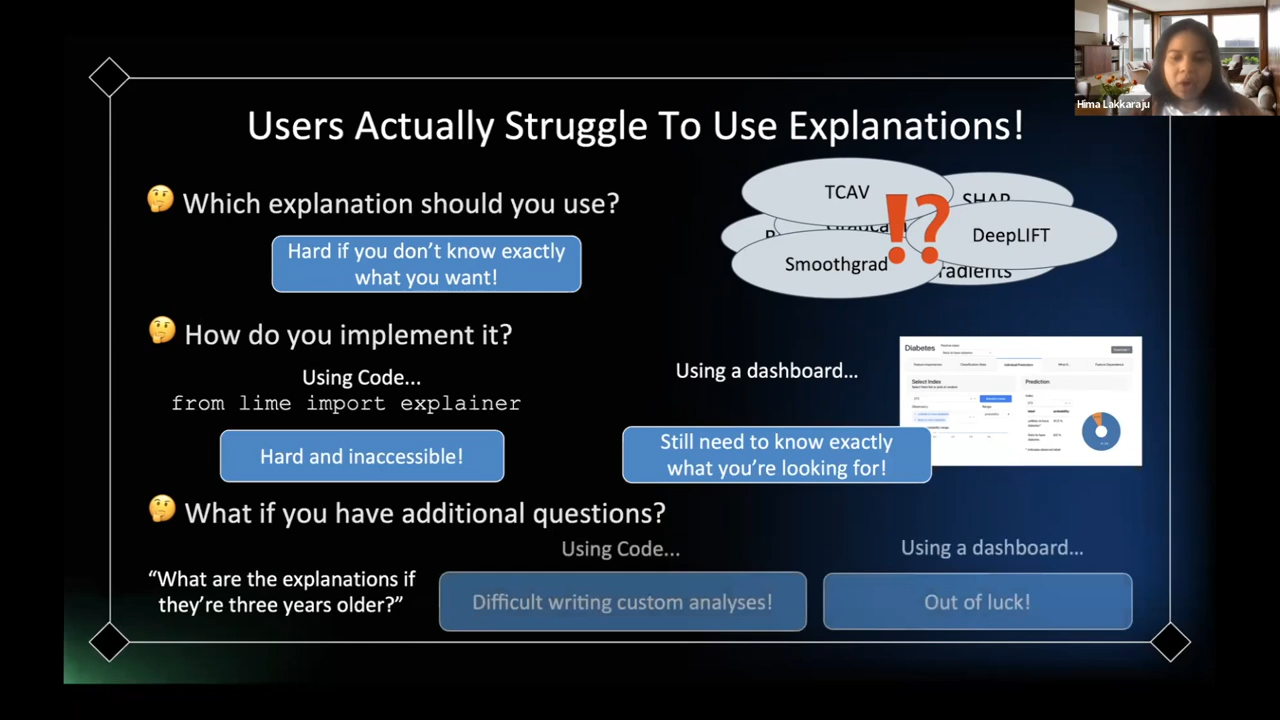 Hima Lakkaraju
Users Actually Struggle To Use Explanations!
Which explanation should you use?
Hard if you don't know exactly
what you want!
TCAV
SHAP
!?
DeepLIFT
Smoothgrad
How do you implement it?
Using Code...
from lime import explainer
Hard and inaccessible!
Using a dashboard...
Still need to know exactly
what you're looking for!
Diabetes
Select Index
Prediction
What if you have additional questions?
"What are the explanations if
they're three years older?"
Using Code...
Difficult writing custom analyses!
Using a dashboard...
Out of luck!